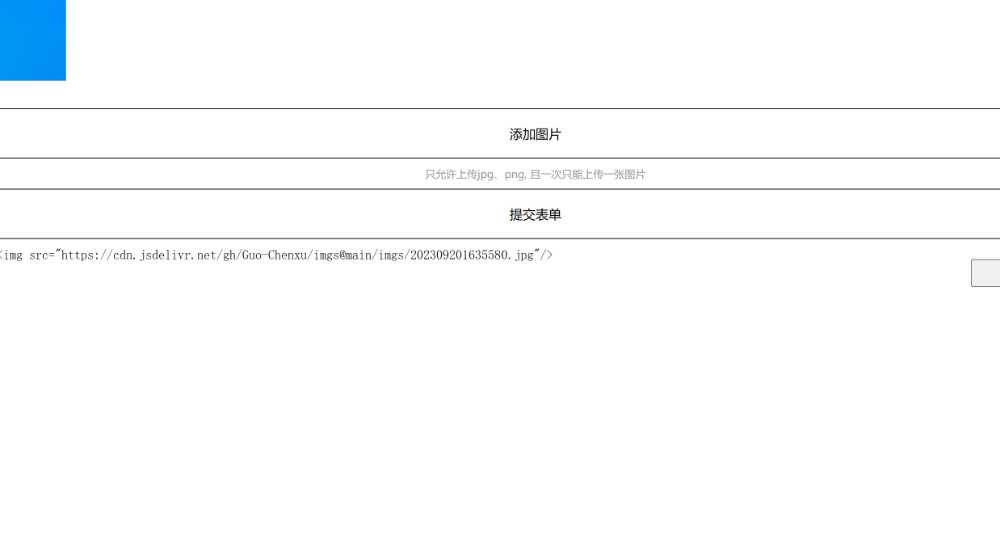 添加图片
只允许上传jpg、png, 且一次只能上传一张图片
提交表单
<img src="https://cdn.jsdelivr.net/gh/Guo-Chenxu/imgs@main/imgs/202309201635580.jpg"/>